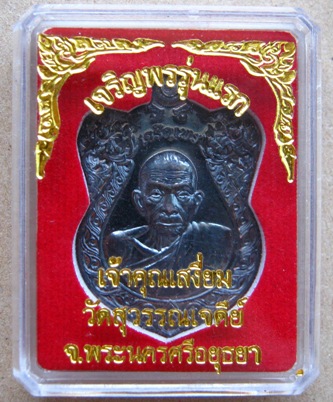 เจริญพรรุ่นแรก
เจ้าคุณเสงี่ยม
วัดสุวรรณเจดีย์
จ.พระนครศรีอยุธยา